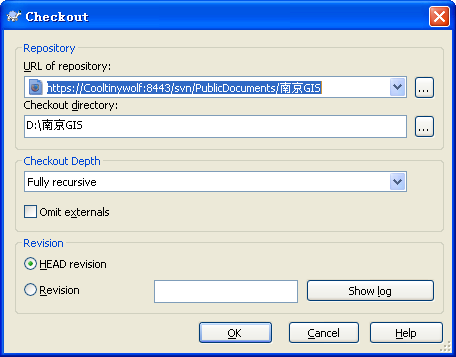 Checkout
Repository
URL of repository:
https://Cooltinywolf:8443/svn/PublicDocuments/南京GIS
...
Checkout directory:
D:\南京GIS
...
Checkout Depth
Fully recursive
Omit externals
Revision
HEAD revision
Revision
Show log
OK
Cancel
Help